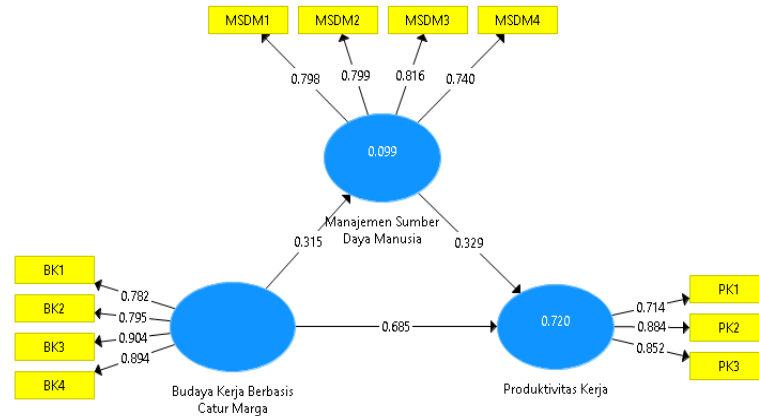 MSDM1 MSDM2 MSDM3 MSDM4
0.798 0.799 0.816 0.740
0.099
Manajemen Sumber
Daya Manusia
0.315 0.329
BK1
BK2
BK3
BK4
0.782
0.795
0.904
0.894
0.685
0.720
0.714
0.884
0.852
PK1
PK2
PK3
Budaya Kerja Berbasis
Catur Marga
Produktivitas Kerja